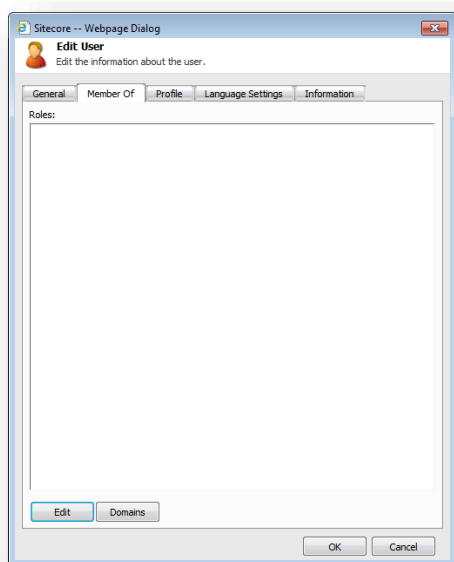 Sitecore -- Webpage Dialog
Edit User
Edit the information about the user.
General Member Of Profile Language Settings Information
Roles:
Edit Domains
OK Cancel